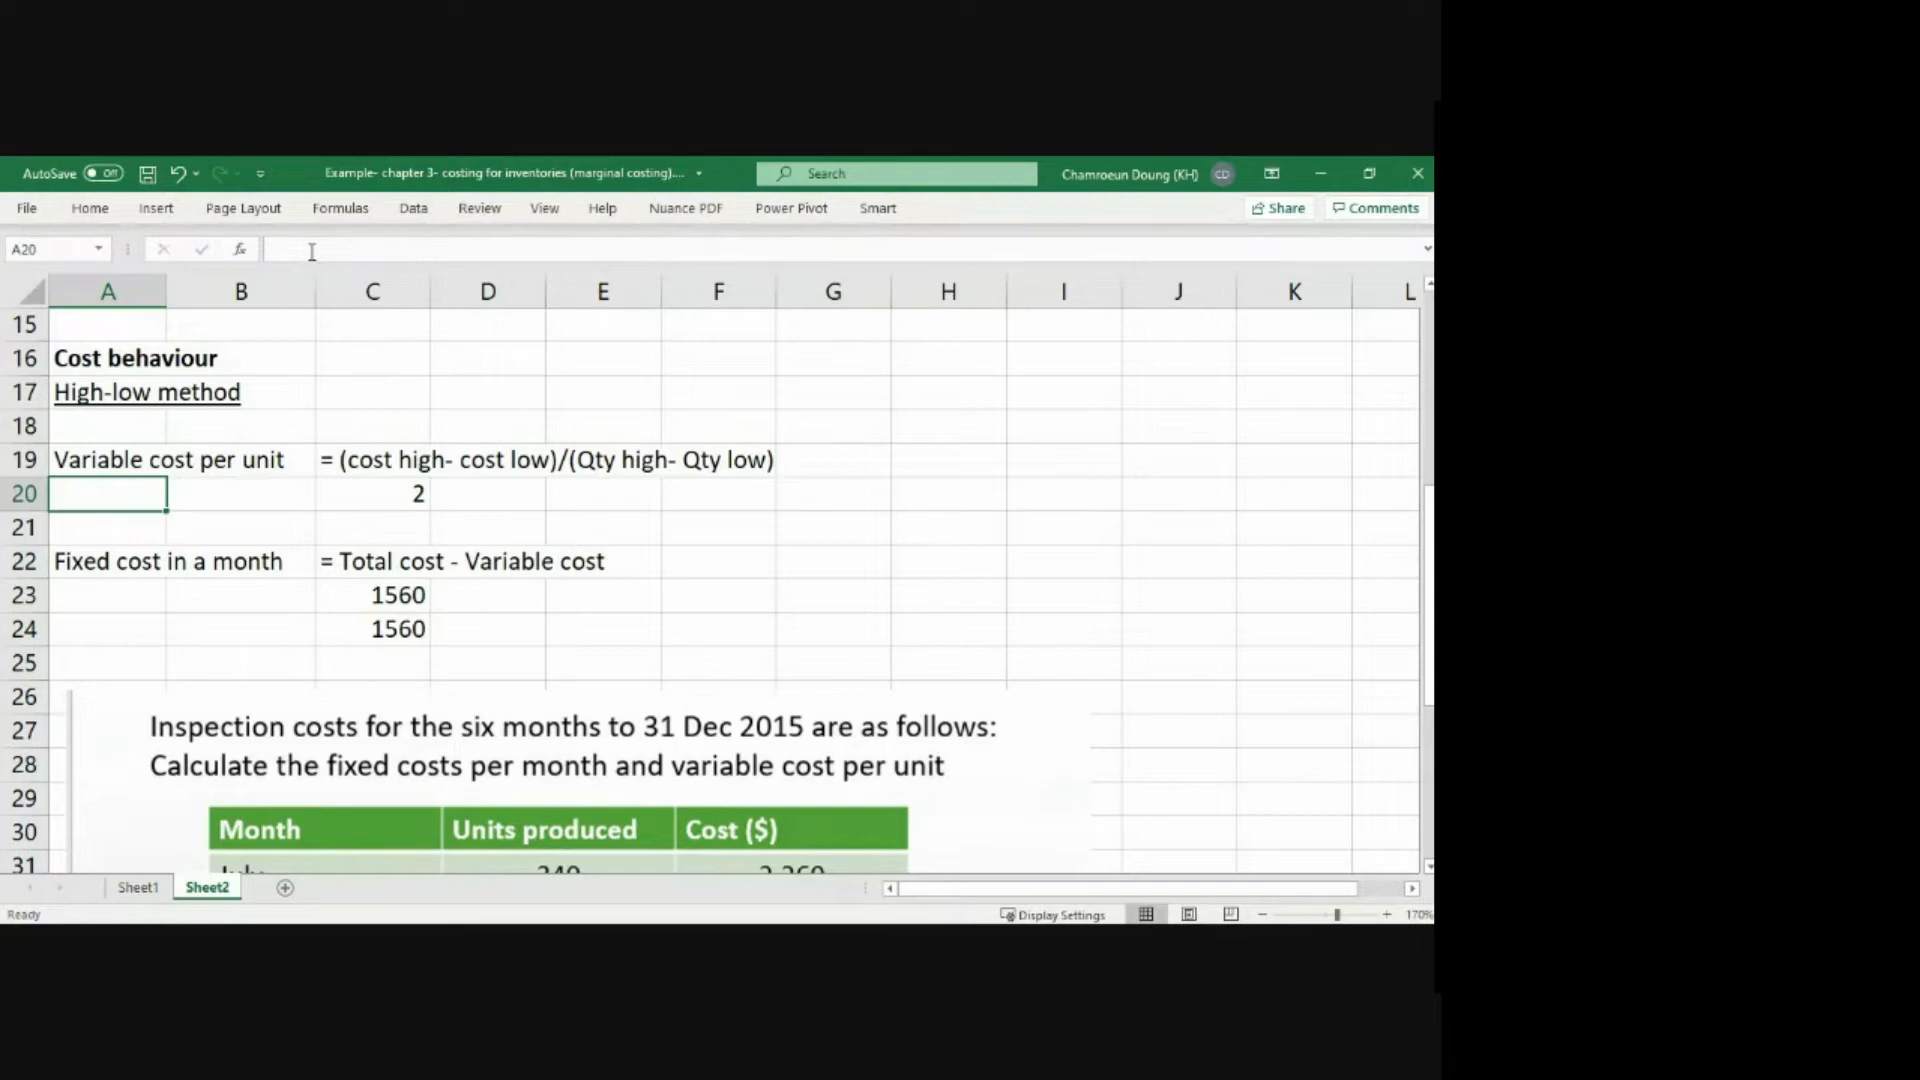 AutoSave Off Example- chapter 3- costing for inventories (marginal costing).... Search Chamroeun Doung (KH) CD
File Home Insert Page Layout Formulas Data Review View Help Nuance PDF Power Pivot Smart Share Comments
A20 fx
A B C D E F G H I J K L
15
16 Cost behaviour
17 High-low method
18
19 Variable cost per unit = (cost high- cost low)/(Qty high- Qty low)
20 2
21
22 Fixed cost in a month = Total cost - Variable cost
23 1560
24 1560
25
26
27 Inspection costs for the six months to 31 Dec 2015 are as follows:
28 Calculate the fixed costs per month and variable cost per unit
29
30 Month Units produced Cost ($)
31
Sheet1 Sheet2
Ready Display Settings 170%